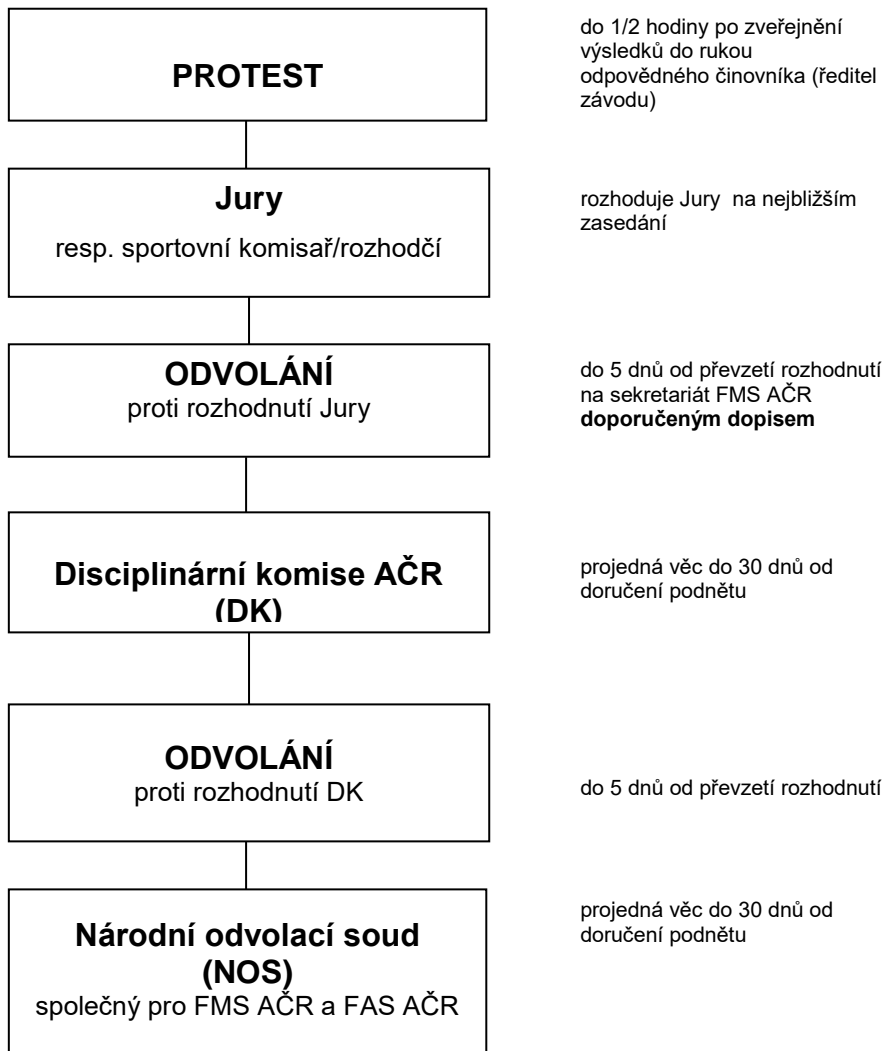 PROTEST
do 1/2 hodiny po zveřejnění
výsledků do rukou
odpovědného činovníka (ředitel
závodu)
Jury
resp. sportovní komisař/rozhodčí
rozhoduje Jury na nejbližším
zasedání
ODVOLÁNÍ
proti rozhodnutí Jury
do 5 dnů od převzetí rozhodnutí
na sekretariát FMS AČR
doporučeným dopisem
Disciplinární komise AČR
(DK)
projedná věc do 30 dnů od
doručení podnětu
ODVOLÁNÍ
proti rozhodnutí DK
do 5 dnů od převzetí rozhodnutí
Národní odvolací soud
(NOS)
společný pro FMS AČR a FAS AČR
projedná věc do 30 dnů od
doručení podnětu